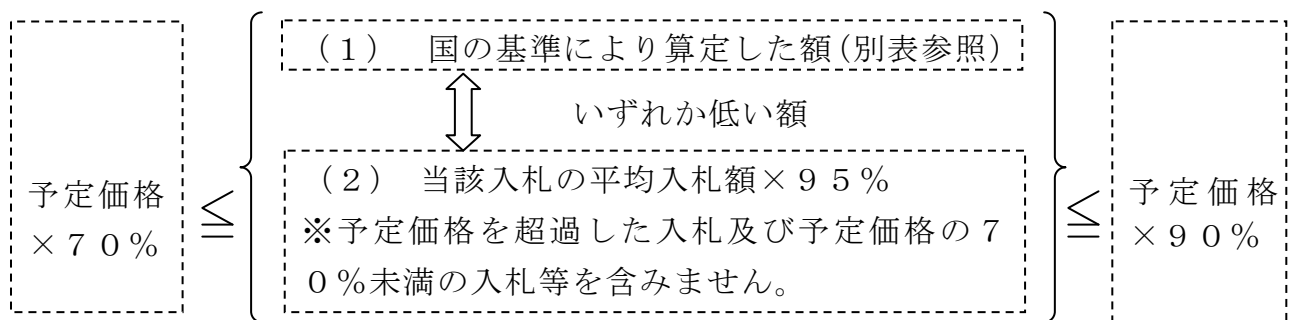 予定価格
×７０％
≦
（１） 国の基準により算定した額(別表参照)
いずれか低い額
（２） 当該入札の平均入札額×９５％
※予定価格を超過した入札及び予定価格の７
０％未満の入札等を含みません。
≦
予定価格
×９０％